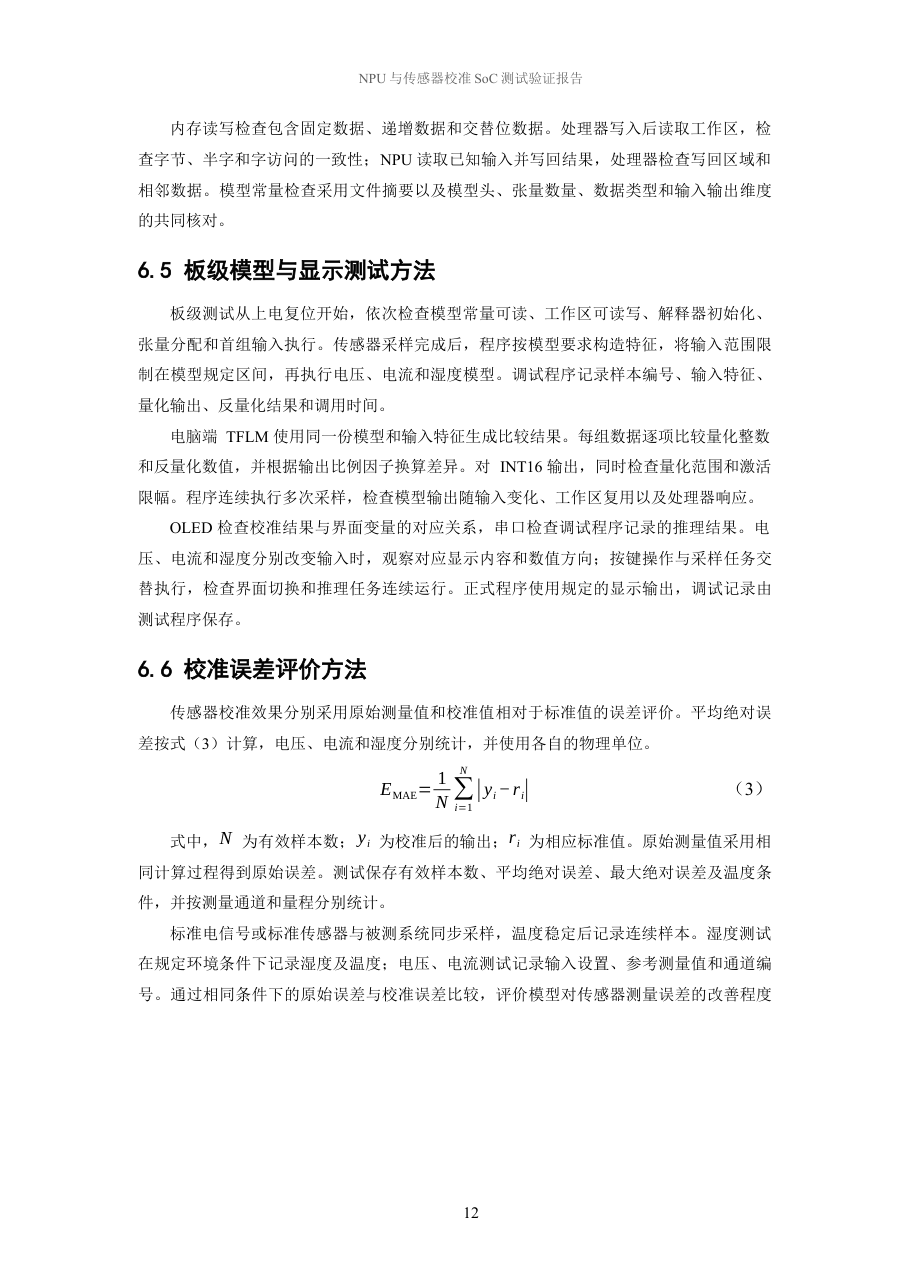 NPU 与传感器校准 SoC 测试验证报告
内存读写检查包含固定数据、递增数据和交替位数据。处理器写入后读取工作区，检
查字节、半字和字访问的一致性；NPU 读取已知输入并写回结果，处理器检查写回区域和
相邻数据。模型常量检查采用文件摘要以及模型头、张量数量、数据类型和输入输出维度
的共同核对。
6.5 板级模型与显示测试方法
板级测试从上电复位开始，依次检查模型常量可读、工作区可读写、解释器初始化、
张量分配和首组输入执行。传感器采样完成后，程序按模型要求构造特征，将输入范围限
制在模型规定区间，再执行电压、电流和湿度模型。调试程序记录样本编号、输入特征、
量化输出、反量化结果和调用时间。
电脑端 TFLM 使用同一份模型和输入特征生成比较结果。每组数据逐项比较量化整数
和反量化数值，并根据输出比例因子换算差异。对 INT16 输出，同时检查量化范围和激活
限幅。程序连续执行多次采样，检查模型输出随输入变化、工作区复用以及处理器响应。
OLED 检查校准结果与界面变量的对应关系，串口检查调试程序记录的推理结果。电
压、电流和湿度分别改变输入时，观察对应显示内容和数值方向；按键操作与采样任务交
替执行，检查界面切换和推理任务连续运行。正式程序使用规定的显示输出，调试记录由
测试程序保存。
6.6 校准误差评价方法
传感器校准效果分别采用原始测量值和校准值相对于标准值的误差评价。平均绝对误
差按式（3）计算，电压、电流和湿度分别统计，并使用各自的物理单位。
E_MAE = 1/N ∑_{i=1}^{N} |y_i − r_i| （3）
式中，N 为有效样本数；y_i 为校准后的输出；r_i 为相应标准值。原始测量值采用相
同计算过程得到原始误差。测试保存有效样本数、平均绝对误差、最大绝对误差及温度条
件，并按测量通道和量程分别统计。
标准电信号或标准传感器与被测系统同步采样，温度稳定后记录连续样本。湿度测试
在规定环境条件下记录湿度及温度；电压、电流测试记录输入设置、参考测量值和通道编
号。通过相同条件下的原始误差与校准误差比较，评价模型对传感器测量误差的改善程度
12